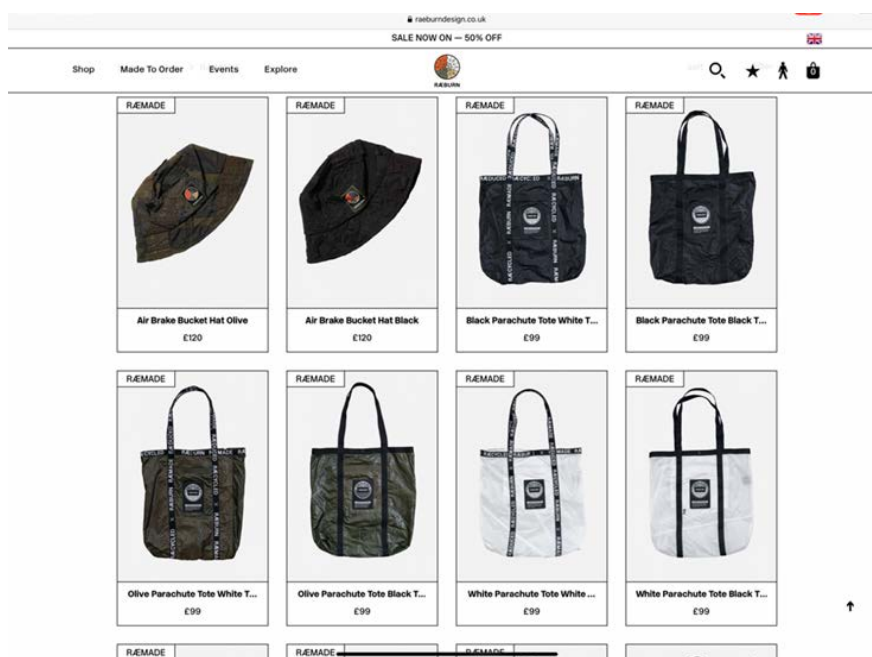 raeburndesign.co.uk
SALE NOW ON — 50% OFF
Shop Made To Order Events Explore
RÆBURN
0
RÆMADE RÆMADE RÆMADE RÆMADE
Air Brake Bucket Hat Olive Air Brake Bucket Hat Black Black Parachute Tote White T... Black Parachute Tote Black T...
£120 £120 £99 £99
RÆMADE RÆMADE RÆMADE RÆMADE
Olive Parachute Tote White T... Olive Parachute Tote Black T... White Parachute Tote White ... White Parachute Tote Black T...
£99 £99 £99 £99
RÆMADE RÆMADE RÆMADE